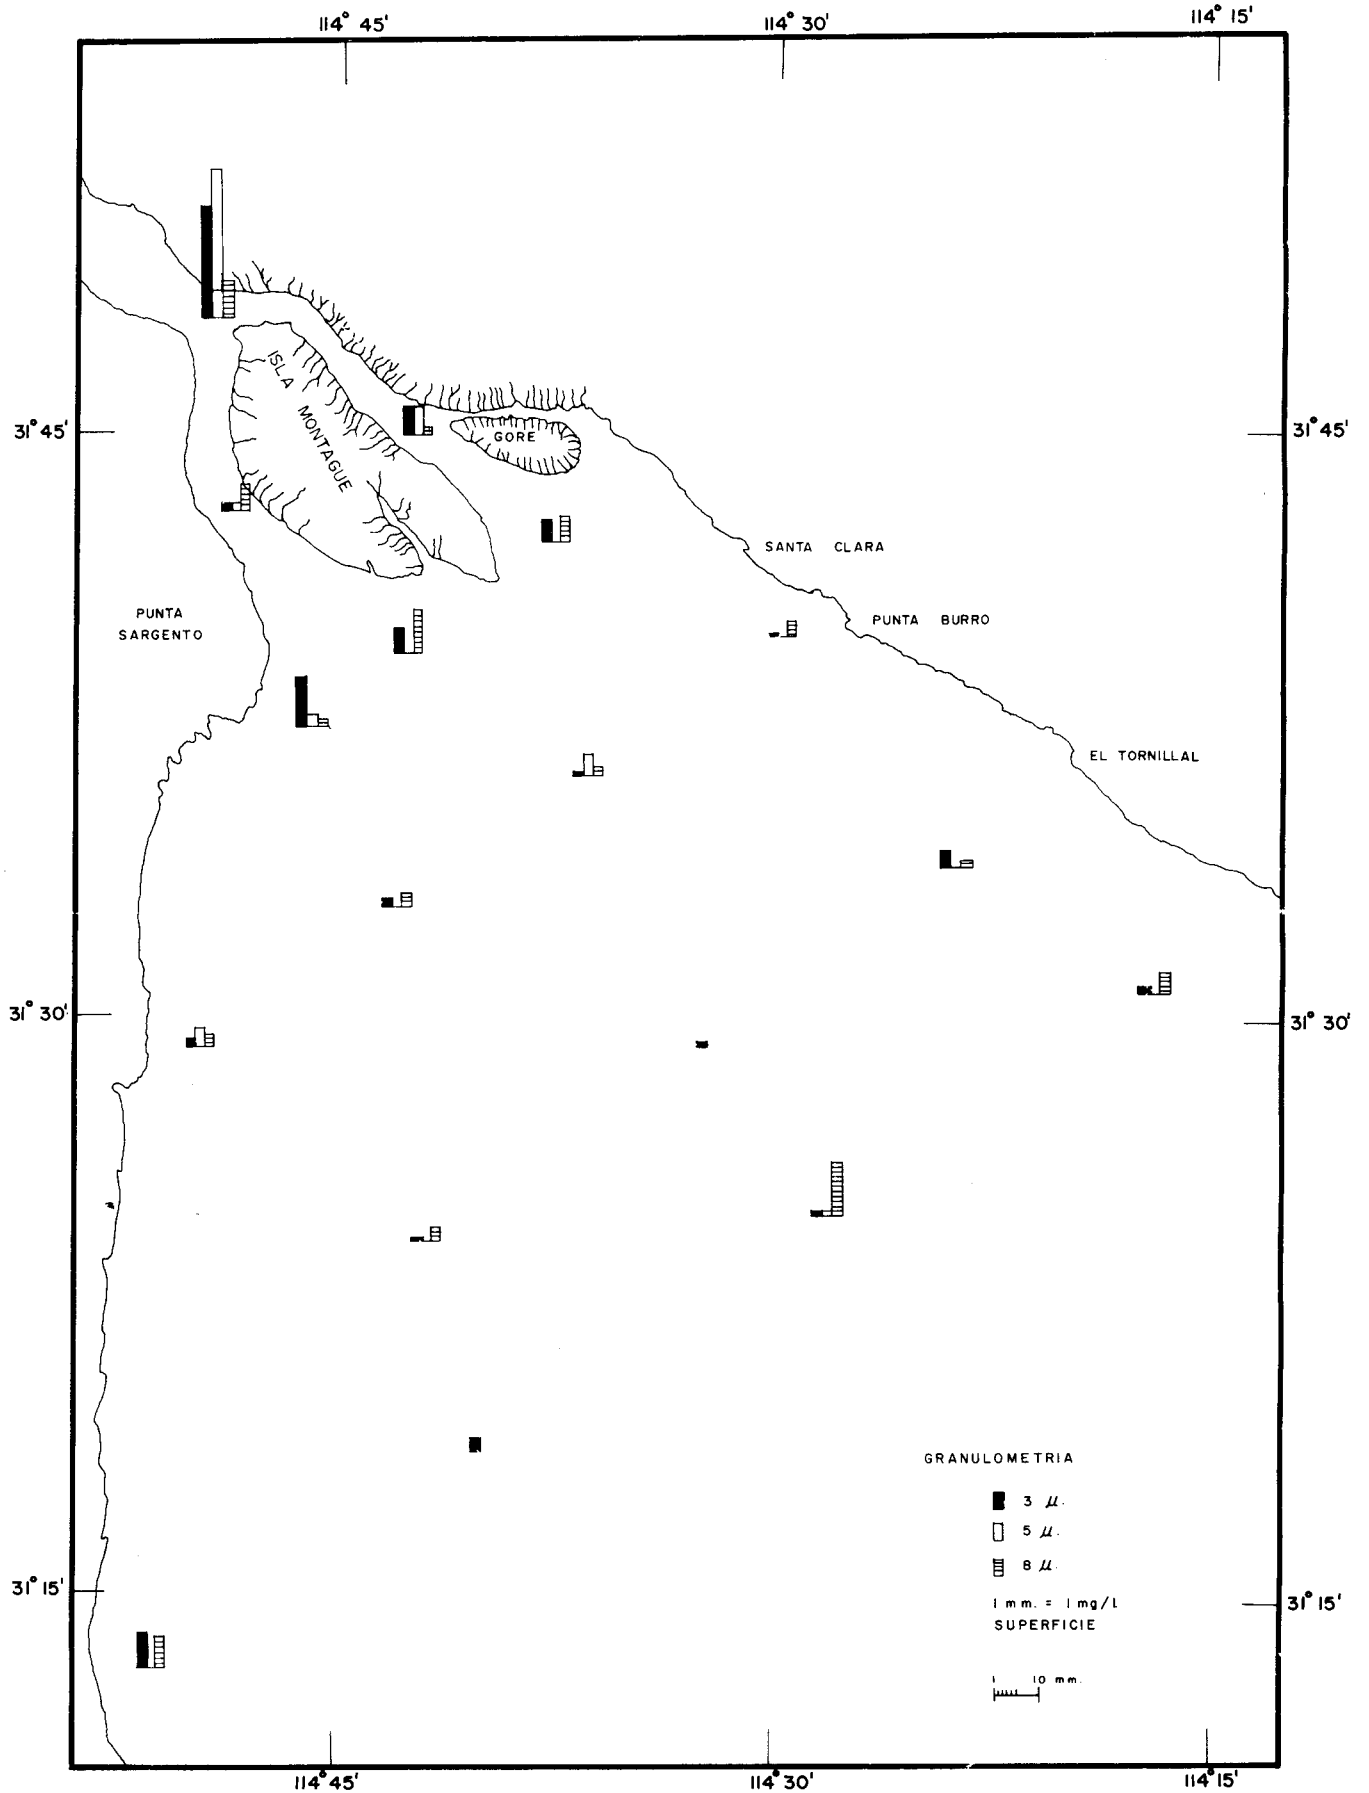 114° 45'
114° 30'
114° 15'
ISLA MONTAGUE
GORE
31° 45'
31° 45'
SANTA CLARA
PUNTA
SARGENTO
PUNTA BURRO
EL TORNILLAL
31° 30'
31° 30'
GRANULOMETRIA
3 μ.
5 μ.
8 μ.
1 mm. = 1 mg/L
SUPERFICIE
31° 15'
31° 15'
1 10 mm.
114° 45'
114° 30'
114° 15'